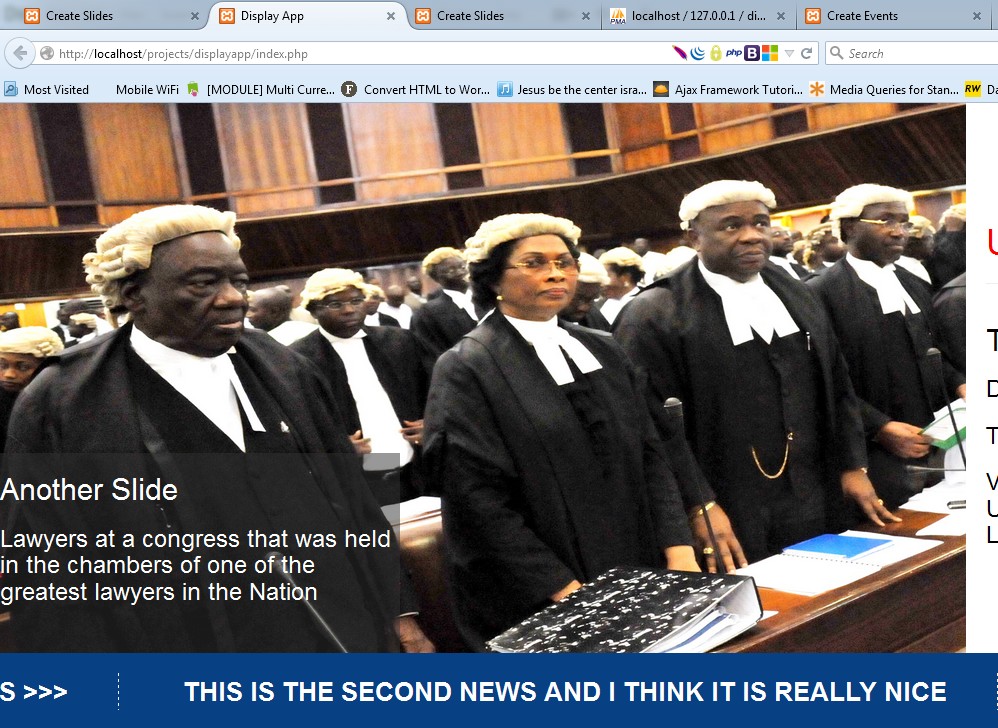 Create Slides
Display App
Create Slides
PMA
localhost / 127.0.0.1 / di...
Create Events
http://localhost/projects/displayapp/index.php
php
B
Search
Most Visited
Mobile WiFi
[MODULE] Multi Curre...
F
Convert HTML to Wor...
Jesus be the center isra...
Ajax Framework Tutori...
Media Queries for Stan...
RW
Da
U
T
D
T
V
U
L
Another Slide
Lawyers at a congress that was held
in the chambers of one of the
greatest lawyers in the Nation
S >>>
THIS IS THE SECOND NEWS AND I THINK IT IS REALLY NICE